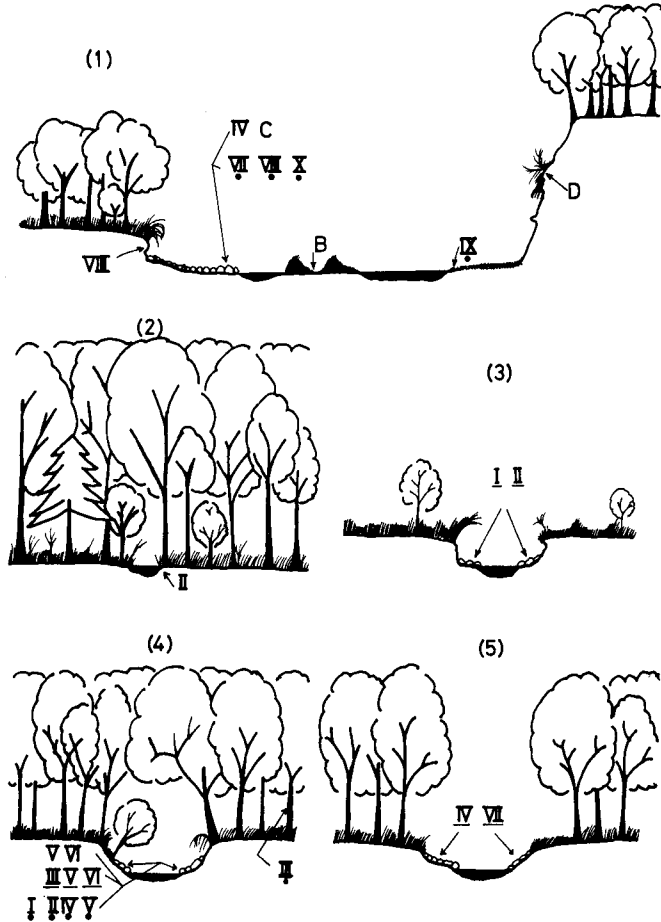 (1)
IV C
VII VIII X
D
B
IX
VIII
(2)
(3)
I II
II
(4)
(5)
IV VII
V VI
III
III V VI
I II IV V